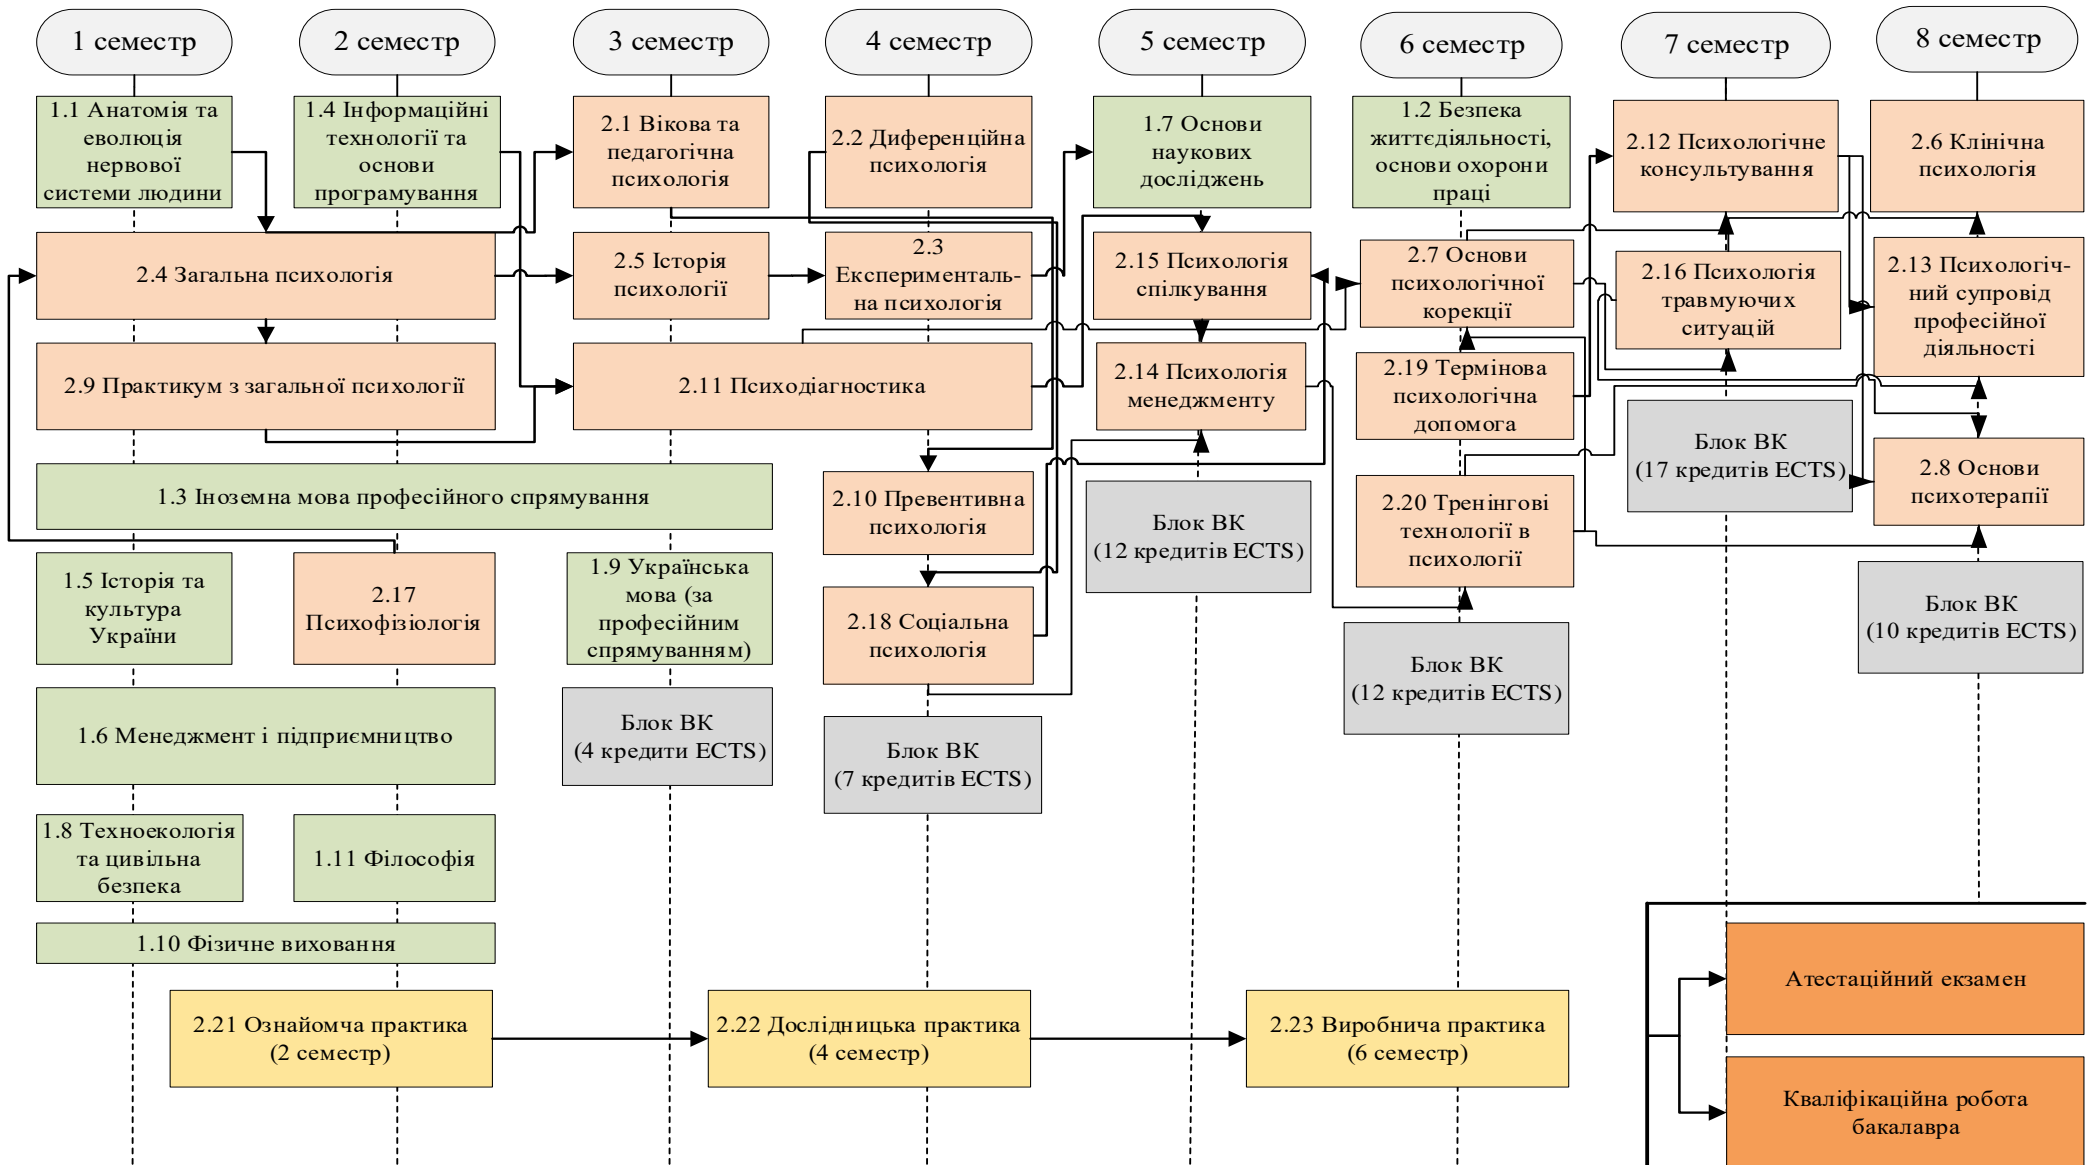 1 семестр
2 семестр
3 семестр
4 семестр
5 семестр
6 семестр
7 семестр
8 семестр
1.1 Анатомія та
еволюція
нервової
системи людини
1.4 Інформаційні
технології та
основи
програмування
2.1 Вікова та
педагогічна
психологія
2.2 Диференційна
психологія
1.7 Основи
наукових
досліджень
1.2 Безпека
життєдіяльності,
основи охорони
праці
2.12 Психологічне
консультування
2.6 Клінічна
психологія
2.4 Загальна психологія
2.5 Історія
психології
2.3
Експерименталь-
на психологія
2.15 Психологія
спілкування
2.7 Основи
психологічної
корекції
2.16 Психологія
травмуючих
ситуацій
2.13 Психологіч-
ний супровід
професійної
діяльності
2.9 Практикум з загальної психології
2.11 Психодіагностика
2.14 Психологія
менеджменту
2.19 Термінова
психологічна
допомога
Блок ВК
(17 кредитів ECTS)
2.8 Основи
психотерапії
1.3 Іноземна мова професійного спрямування
2.10 Превентивна
психологія
Блок ВК
(12 кредитів ECTS)
2.20 Тренінгові
технології в
психології
1.5 Історія та
культура
України
2.17
Психофізіологія
1.9 Українська
мова (за
професійним
спрямуванням)
2.18 Соціальна
психологія
Блок ВК
(12 кредитів ECTS)
Блок ВК
(10 кредитів ECTS)
1.6 Менеджмент і підприємництво
Блок ВК
(4 кредити ECTS)
Блок ВК
(7 кредитів ECTS)
1.8 Техноекологія
та цивільна
безпека
1.11 Філософія
1.10 Фізичне виховання
2.21 Ознайомча практика
(2 семестр)
2.22 Дослідницька практика
(4 семестр)
2.23 Виробнича практика
(6 семестр)
Атестаційний екзамен
Кваліфікаційна робота
бакалавра